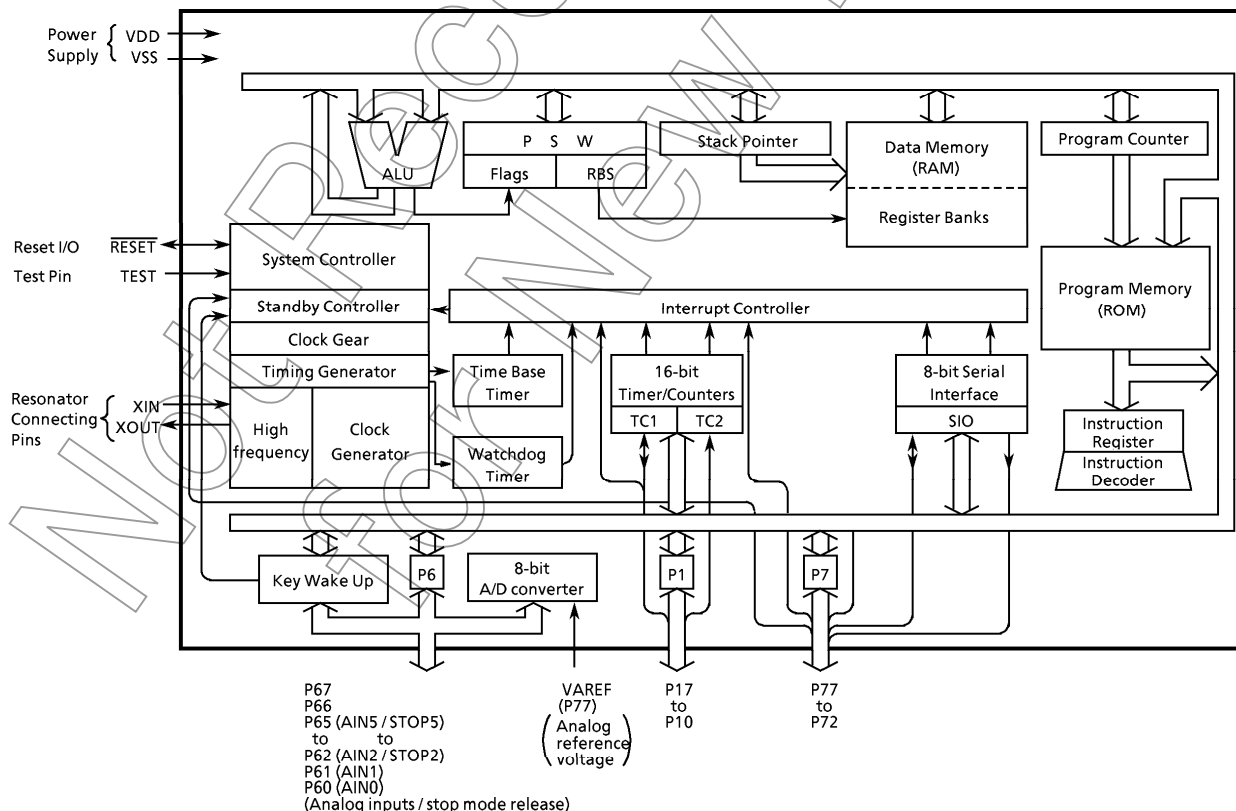 Not Rec
for New
Power
Supply
VDD
VSS
P S W
Flags
RBS
ALU
Stack Pointer
Data Memory
(RAM)
Register Banks
Program Counter
Reset I/O
RESET
Test Pin
TEST
System Controller
Standby Controller
Clock Gear
Timing Generator
High
frequency
Clock
Generator
Interrupt Controller
Program Memory
(ROM)
Time Base
Timer
Watchdog
Timer
16-bit
Timer/Counters
TC1
TC2
8-bit Serial
Interface
SIO
Resonator
Connecting
Pins
XIN
XOUT
Instruction
Register
Instruction
Decoder
Key Wake Up
P6
8-bit
A/D converter
P1
P7
P67
P66
P65 (AIN5 / STOP5)
to to
P62 (AIN2 / STOP2)
P61 (AIN1)
P60 (AIN0)
(Analog inputs / stop mode release)
VAREF
(P77)
(Analog
reference
voltage)
P17
to
P10
P77
to
P72